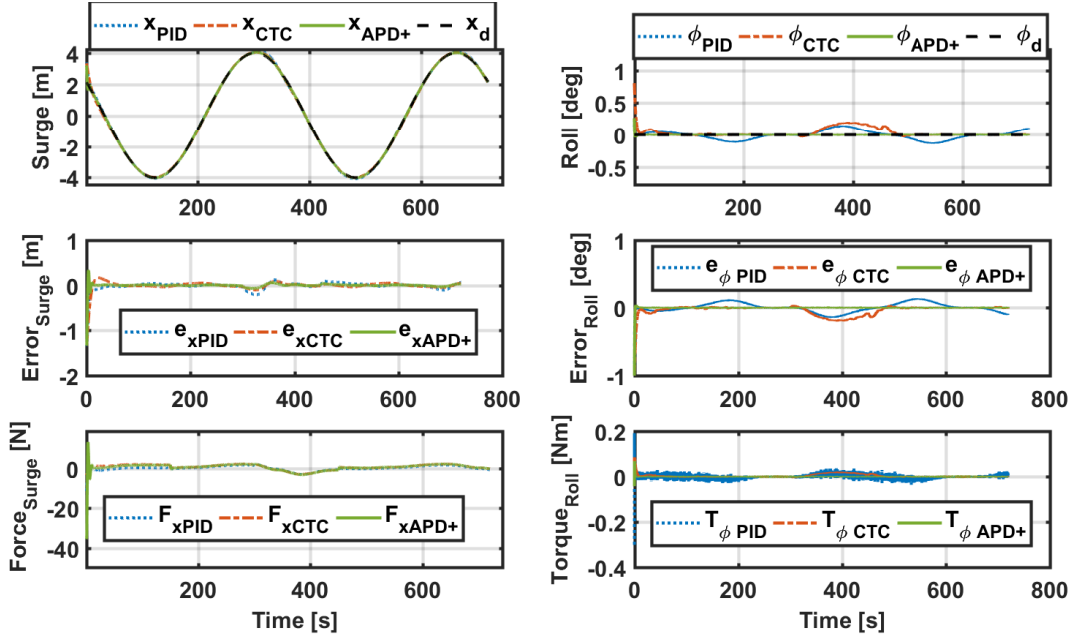 x_PID x_CTC x_APD+ x_d
Surge [m]
4
2
0
-2
-4
200 400 600
ϕ_PID ϕ_CTC ϕ_APD+ ϕ_d
Roll [deg]
1
0.5
0
-0.5
200 400 600
Error_Surge [m]
1
0
-1
-2
e_xPID e_xCTC e_xAPD+
0 200 400 600 800
Error_Roll [deg]
1
0
-1
e_ϕ PID e_ϕ CTC e_ϕ APD+
0 200 400 600 800
Force_Surge [N]
0
-20
-40
F_xPID F_xCTC F_xAPD+
200 400 600
Time [s]
Torque_Roll [Nm]
0.2
0
-0.2
-0.4
T_ϕ PID T_ϕ CTC T_ϕ APD+
0 200 400 600 800
Time [s]